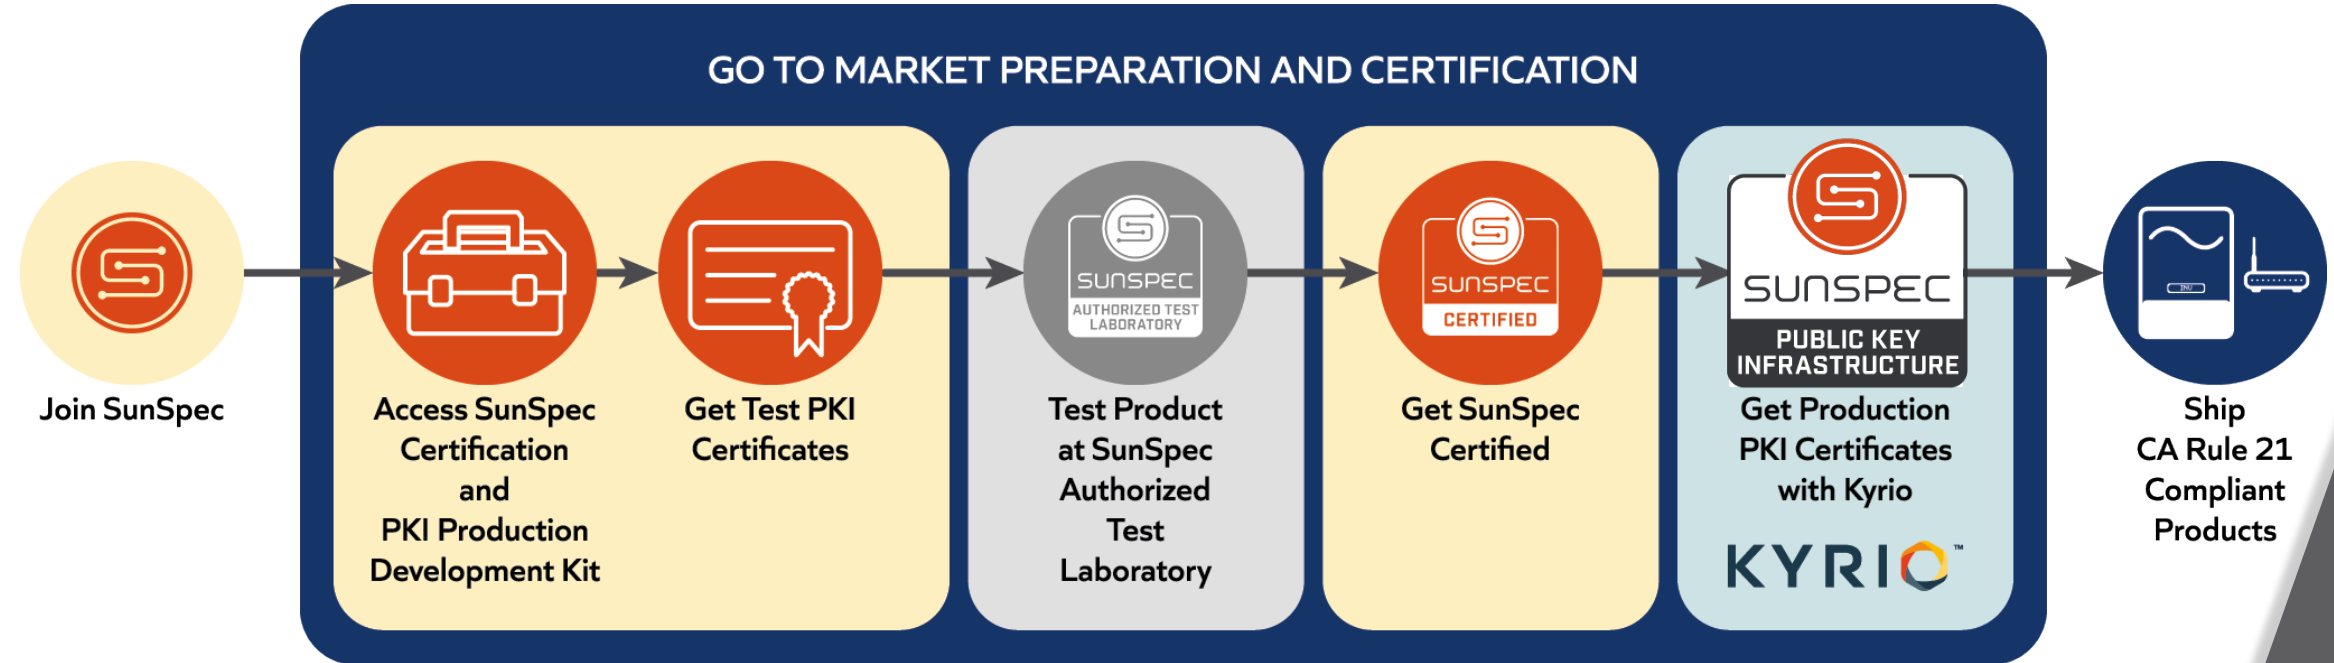 GO TO MARKET PREPARATION AND CERTIFICATION
Join SunSpec
Access SunSpec
Certification
and
PKI Production
Development Kit
Get Test PKI
Certificates
SUNSPEC
AUTHORIZED TEST
LABORATORY
Test Product
at SunSpec
Authorized
Test
Laboratory
SUNSPEC
CERTIFIED
Get SunSpec
Certified
SUNSPEC
PUBLIC KEY
INFRASTRUCTURE
Get Production
PKI Certificates
with Kyrio
KYRIO™
Ship
CA Rule 21
Compliant
Products